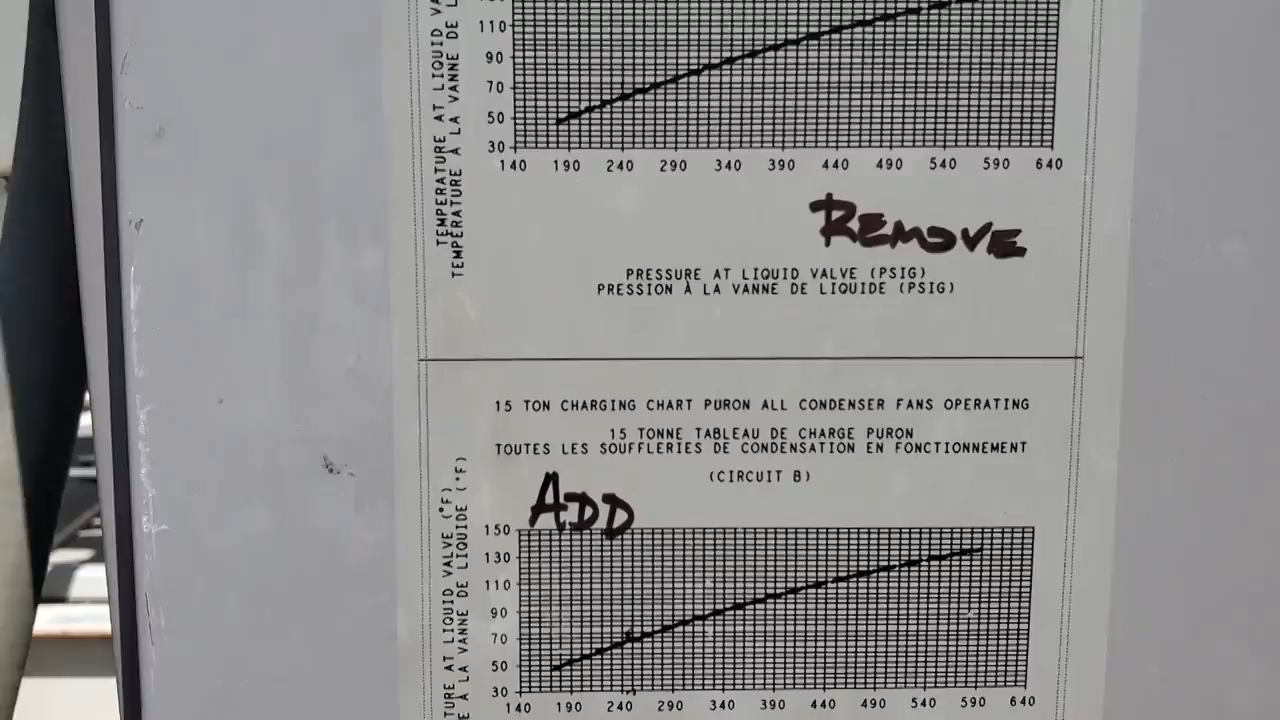 110
90
70
50
30
140 190 240 290 340 390 440 490 540 590 640
TEMPERATURE AT LIQUID
TEMPÉRATURE À LA VANNE DE
REMOVE
PRESSURE AT LIQUID VALVE (PSIG)
PRESSION À LA VANNE DE LIQUIDE (PSIG)
15 TON CHARGING CHART PURON ALL CONDENSER FANS OPERATING
15 TONNE TABLEAU DE CHARGE PURON
TOUTES LES SOUFFLERIES DE CONDENSATION EN FONCTIONNEMENT
(CIRCUIT B)
ADD
150
130
110
90
70
50
30
140 190 240 290 340 390 440 490 540 590 640
AT LIQUID VALVE (°F)
À LA VANNE DE LIQUIDE (°F)